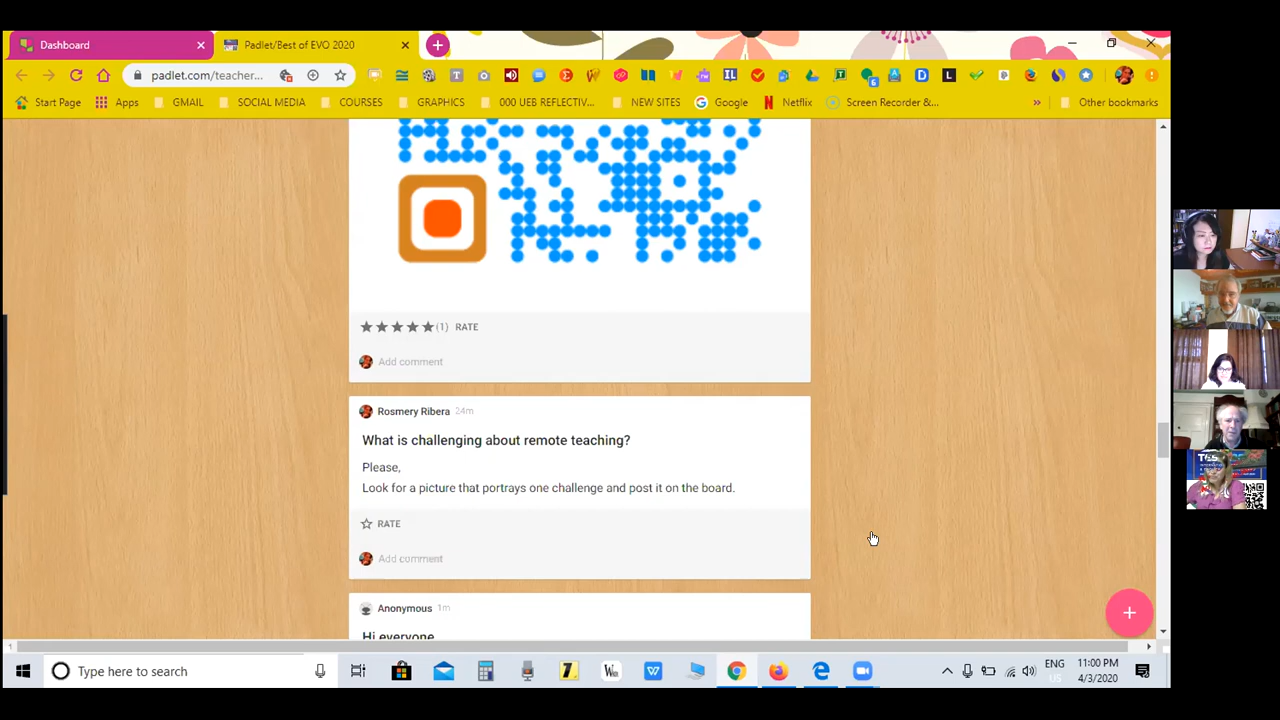 Dashboard
Padlet/Best of EVO 2020
padlet.com/teacher...
Start Page
Apps
GMAIL
SOCIAL MEDIA
COURSES
GRAPHICS
000 UEB REFLECTIV...
NEW SITES
Google
Netflix
Screen Recorder &...
»
Other bookmarks
(1) RATE
Add comment
Rosmery Ribera 24m
What is challenging about remote teaching?
Please,
Look for a picture that portrays one challenge and post it on the board.
RATE
Add comment
Anonymous 1m
Hi everyone
Type here to search
ENG
US
11:00 PM
4/3/2020